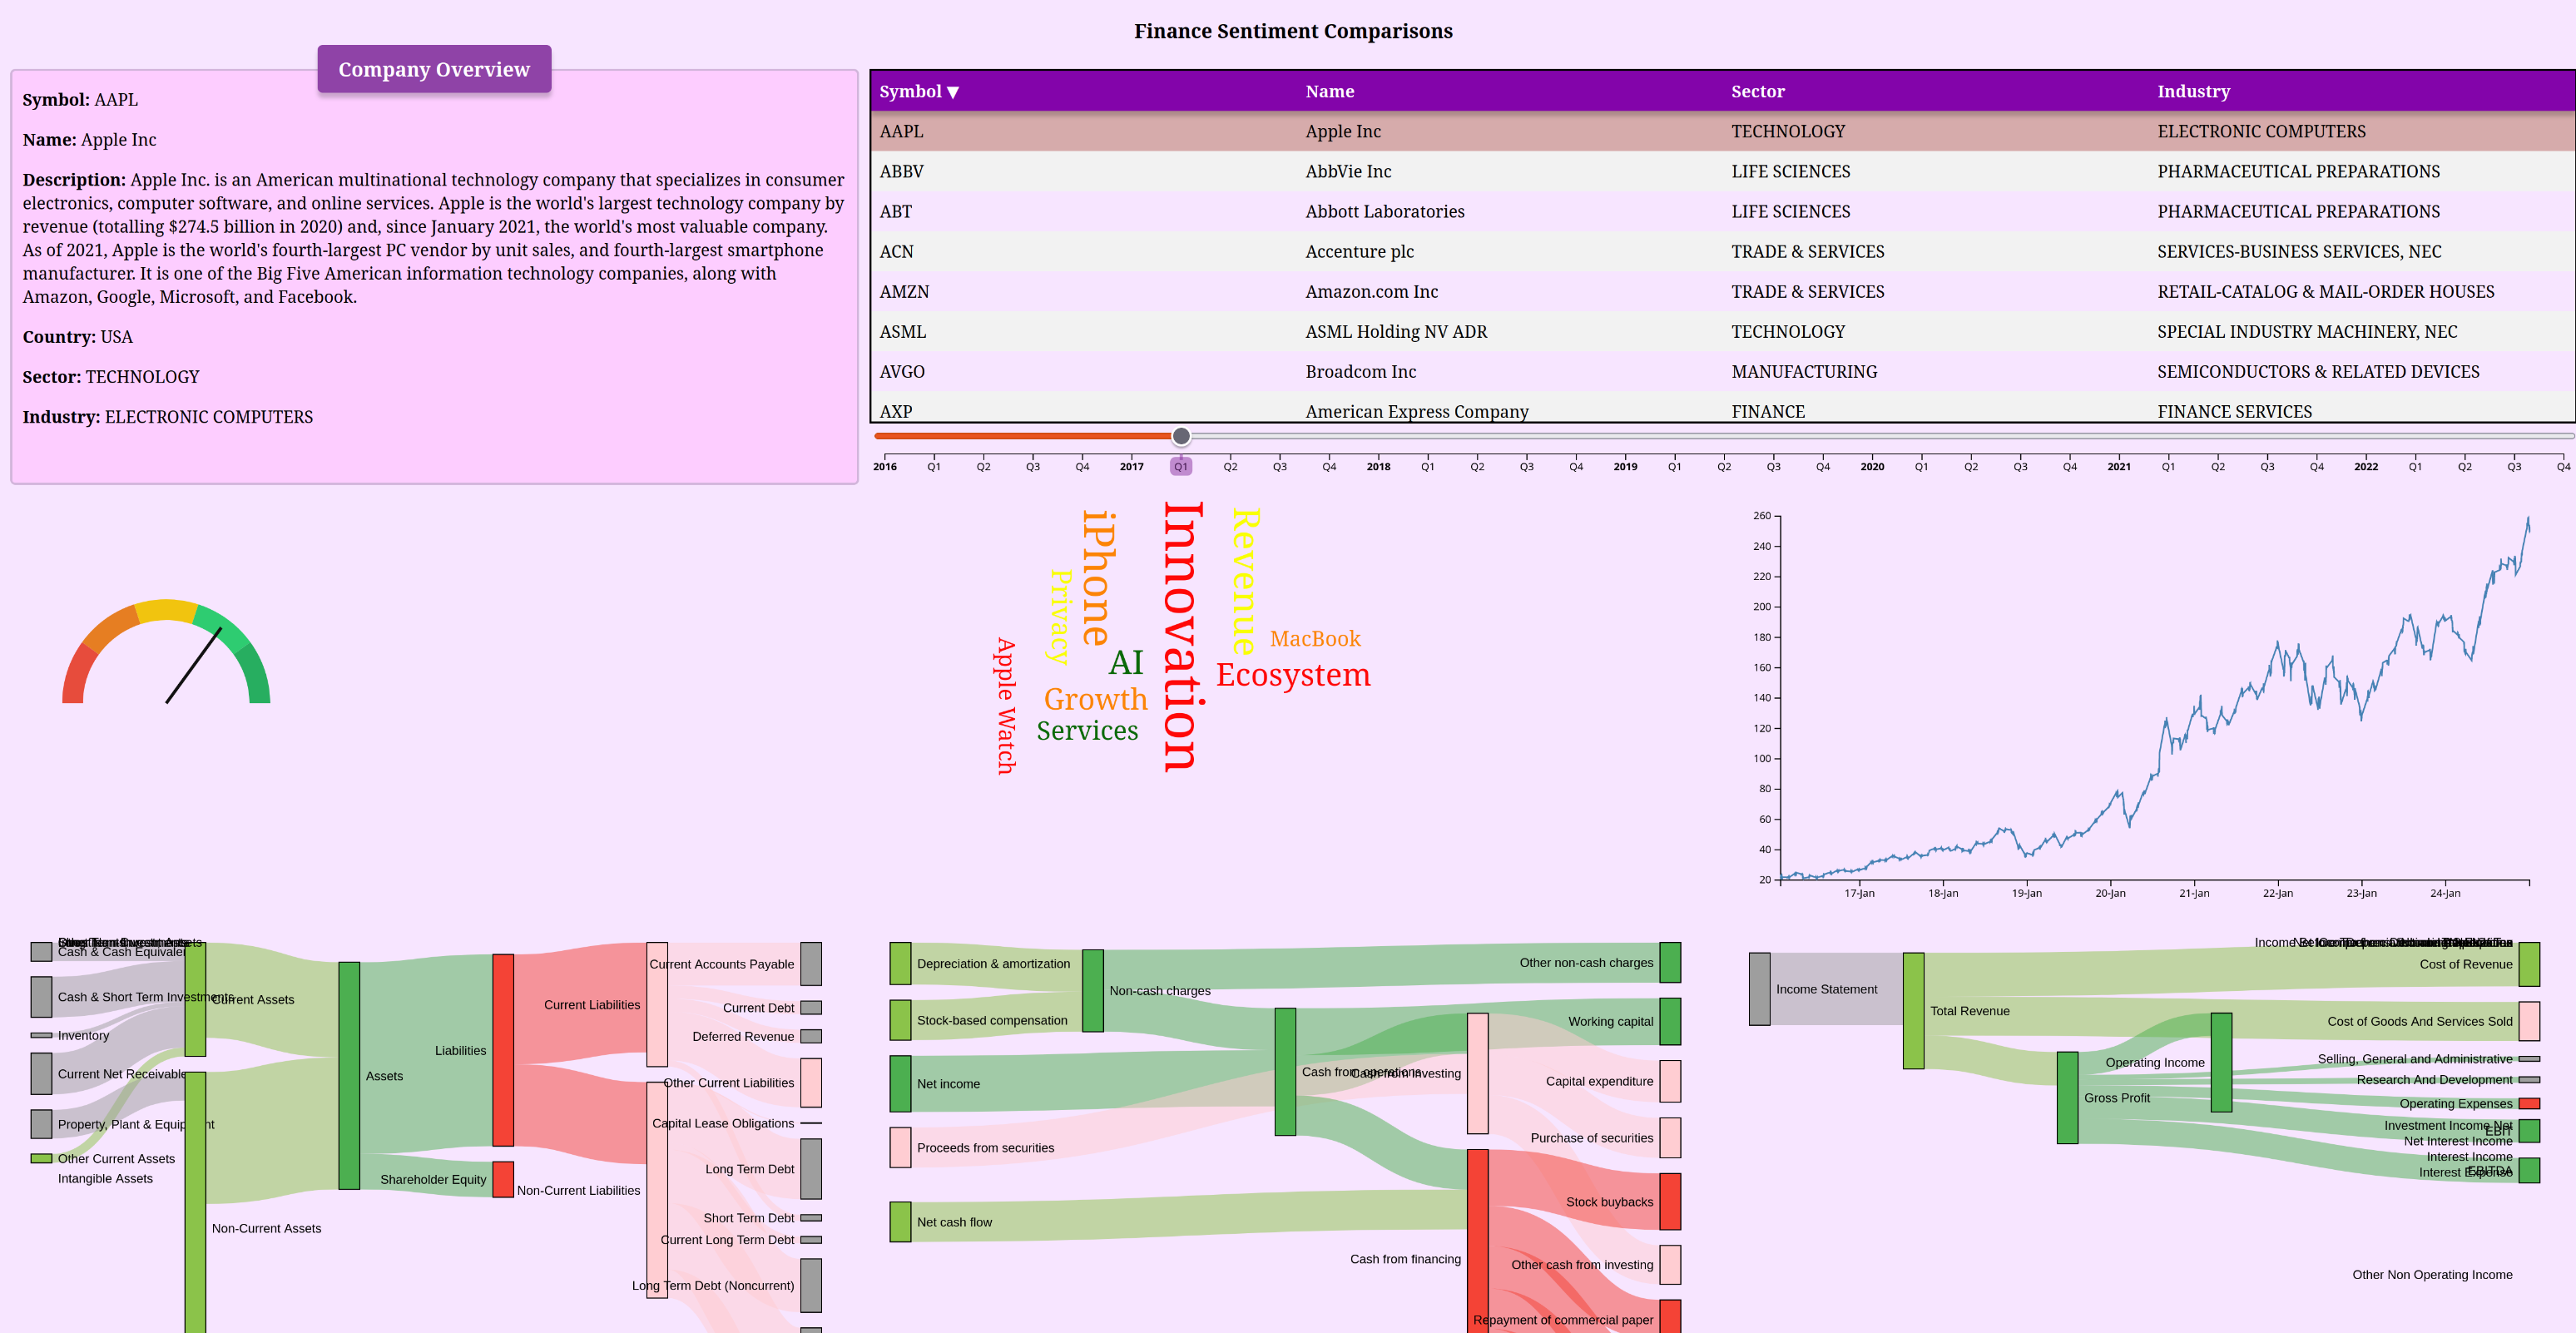 Finance Sentiment Comparisons
Company Overview
Symbol: AAPL
Name: Apple Inc
Description: Apple Inc. is an American multinational technology company that specializes in consumer
electronics, computer software, and online services. Apple is the world's largest technology company by
revenue (totalling $274.5 billion in 2020) and, since January 2021, the world's most valuable company.
As of 2021, Apple is the world's fourth-largest PC vendor by unit sales, and fourth-largest smartphone
manufacturer. It is one of the Big Five American information technology companies, along with
Amazon, Google, Microsoft, and Facebook.
Country: USA
Sector: TECHNOLOGY
Industry: ELECTRONIC COMPUTERS
Symbol ▼ Name Sector Industry
AAPL Apple Inc TECHNOLOGY ELECTRONIC COMPUTERS
ABBV AbbVie Inc LIFE SCIENCES PHARMACEUTICAL PREPARATIONS
ABT Abbott Laboratories LIFE SCIENCES PHARMACEUTICAL PREPARATIONS
ACN Accenture plc TRADE & SERVICES SERVICES-BUSINESS SERVICES, NEC
AMZN Amazon.com Inc TRADE & SERVICES RETAIL-CATALOG & MAIL-ORDER HOUSES
ASML ASML Holding NV ADR TECHNOLOGY SPECIAL INDUSTRY MACHINERY, NEC
AVGO Broadcom Inc MANUFACTURING SEMICONDUCTORS & RELATED DEVICES
AXP American Express Company FINANCE FINANCE SERVICES
2016 Q1 Q2 Q3 Q4 2017 Q1 Q2 Q3 Q4 2018 Q1 Q2 Q3 Q4 2019 Q1 Q2 Q3 Q4 2020 Q1 Q2 Q3 Q4 2021 Q1 Q2 Q3 Q4 2022 Q1 Q2 Q3 Q4
iPhone
Innovation
Revenue
Privacy
MacBook
AI
Ecosystem
Apple Watch
Growth
Services
260
240
220
200
180
160
140
120
100
80
60
40
20
17-Jan 18-Jan 19-Jan 20-Jan 21-Jan 22-Jan 23-Jan 24-Jan
Cash & Cash Equivalen
Cash & Short Term Investments
Current Assets
Inventory
Current Net Receivable
Property, Plant & Equipment
Other Current Assets
Intangible Assets
Non-Current Assets
Assets
Liabilities
Shareholder Equity
Current Liabilities
Non-Current Liabilities
Current Accounts Payable
Current Debt
Deferred Revenue
Other Current Liabilities
Capital Lease Obligations
Long Term Debt
Short Term Debt
Current Long Term Debt
Long Term Debt (Noncurrent)
Depreciation & amortization
Stock-based compensation
Net income
Proceeds from securities
Net cash flow
Non-cash charges
Cash from operations
Cash from investing
Cash from financing
Other non-cash charges
Working capital
Capital expenditure
Purchase of securities
Stock buybacks
Other cash from investing
Repayment of commercial paper
Income Statement
Total Revenue
Gross Profit
Operating Income
Cost of Revenue
Cost of Goods And Services Sold
Selling, General and Administrative
Research And Development
Operating Expenses
Investment Income Net
EBIT
Net Interest Income
Interest Income
Interest Expense
EBITDA
Other Non Operating Income